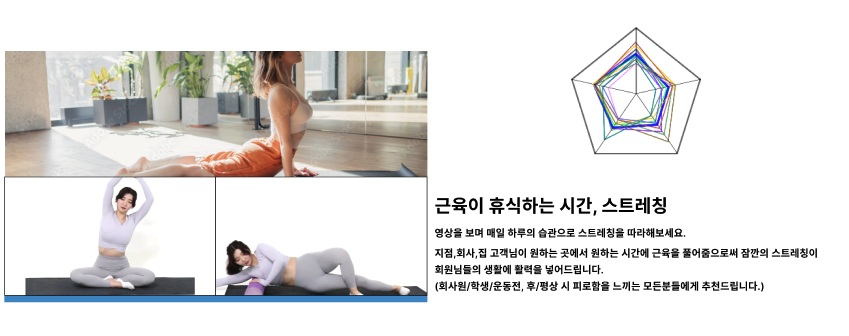 근육이 휴식하는 시간, 스트레칭
영상을 보며 매일 하루의 습관으로 스트레칭을 따라해보세요.
지점,회사,집 고객님이 원하는 곳에서 원하는 시간에 근육을 풀어줌으로써 잠깐의 스트레칭이
회원님들의 생활에 활력을 넣어드립니다.
(회사원/학생/운동전, 후/평상 시 피로함을 느끼는 모든분들에게 추천드립니다.)